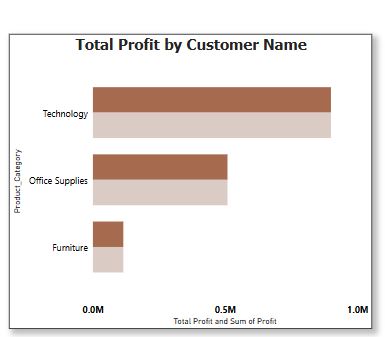 Total Profit by Customer Name
Technology
Office Supplies
Furniture
Product_Category
0.0M 0.5M 1.0M
Total Profit and Sum of Profit